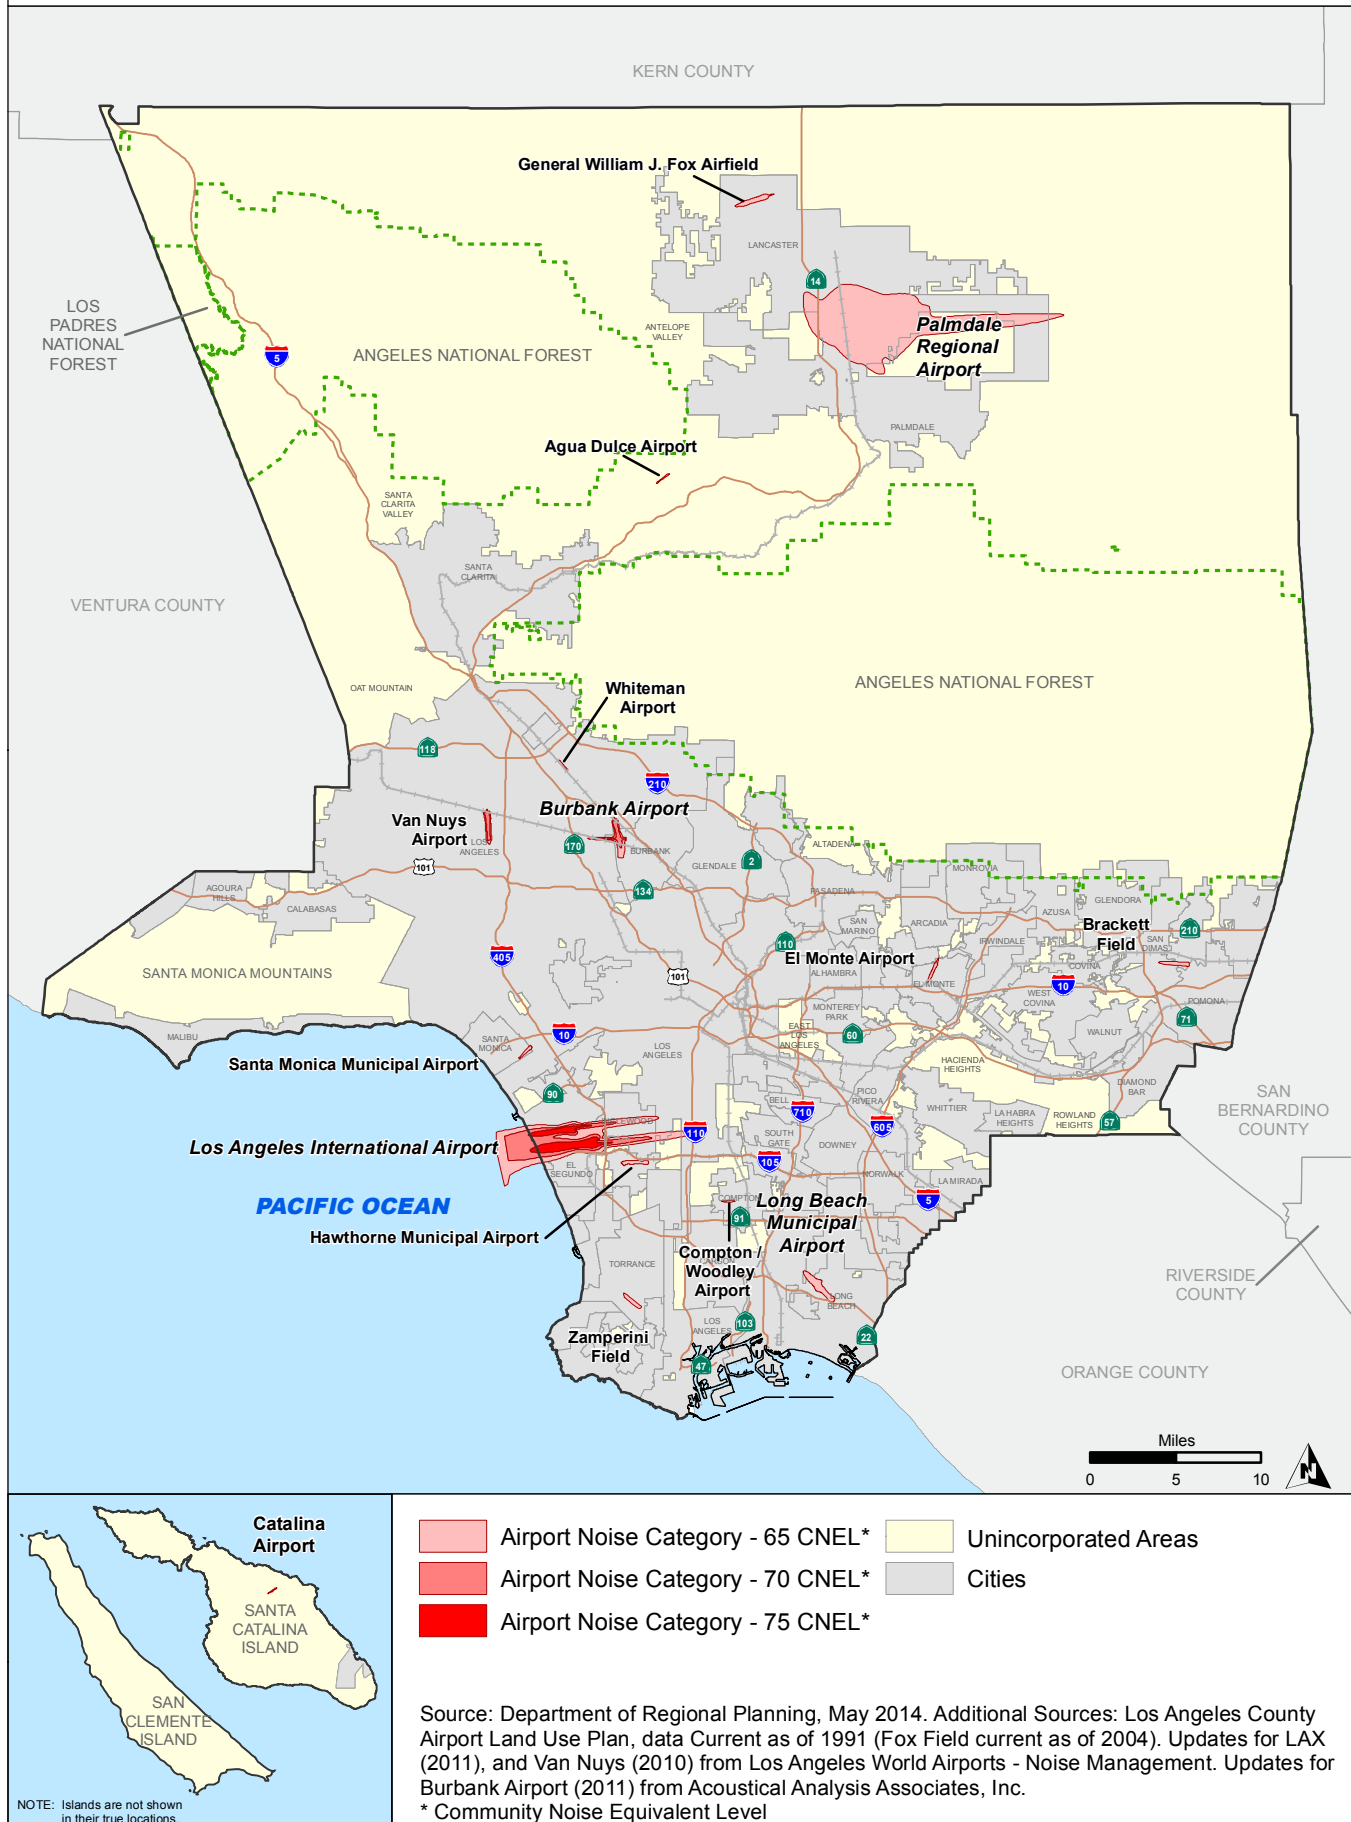 KERN COUNTY
General William J. Fox Airfield
LANCASTER
14
LOS
PADRES
NATIONAL
FOREST
5
ANGELES NATIONAL FOREST
ANTELOPE
VALLEY
Palmdale
Regional
Airport
PALMDALE
Agua Dulce Airport
SANTA
CLARITA
VALLEY
SANTA
CLARITA
VENTURA COUNTY
OAT MOUNTAIN
ANGELES NATIONAL FOREST
Whiteman
Airport
118
210
Burbank Airport
Van Nuys
Airport
LOS
ANGELES
170
BURBANK
GLENDALE
2
ALTADENA
101
134
PASADENA
MONROVIA
AGOURA
HILLS
CALABASAS
GLENDORA
AZUSA
SAN
MARINO
ARCADIA
Brackett
Field
210
SAN
DIMAS
IRWINDALE
110
405
El Monte Airport
ALHAMBRA
COVINA
SANTA MONICA MOUNTAINS
101
EL MONTE
10
WEST
COVINA
POMONA
MONTEREY
PARK
71
MALIBU
SANTA
MONICA
10
LOS
ANGELES
EAST
LOS
ANGELES
60
WALNUT
Santa Monica Municipal Airport
HACIENDA
HEIGHTS
DIAMOND
BAR
90
BELL
710
PICO
RIVERA
WHITTIER
LA HABRA
HEIGHTS
ROWLAND
HEIGHTS
57
SAN
BERNARDINO
COUNTY
605
110
SOUTH
GATE
DOWNEY
Los Angeles International Airport
105
EL
SEGUNDO
NORWALK
LA MIRADA
5
PACIFIC OCEAN
COMPTON
91
Long Beach
Municipal
Airport
Hawthorne Municipal Airport
Compton /
Woodley
Airport
CARSON
TORRANCE
RIVERSIDE
COUNTY
LONG
BEACH
LOS
ANGELES
103
22
Zamperini
Field
47
ORANGE COUNTY
Miles
0 5 10
N
Catalina
Airport
SANTA
CATALINA
ISLAND
SAN
CLEMENTE
ISLAND
NOTE: Islands are not shown
in their true locations.
Airport Noise Category - 65 CNEL*
Airport Noise Category - 70 CNEL*
Airport Noise Category - 75 CNEL*
Unincorporated Areas
Cities
Source: Department of Regional Planning, May 2014. Additional Sources: Los Angeles County
Airport Land Use Plan, data Current as of 1991 (Fox Field current as of 2004). Updates for LAX
(2011), and Van Nuys (2010) from Los Angeles World Airports - Noise Management. Updates for
Burbank Airport (2011) from Acoustical Analysis Associates, Inc.
* Community Noise Equivalent Level